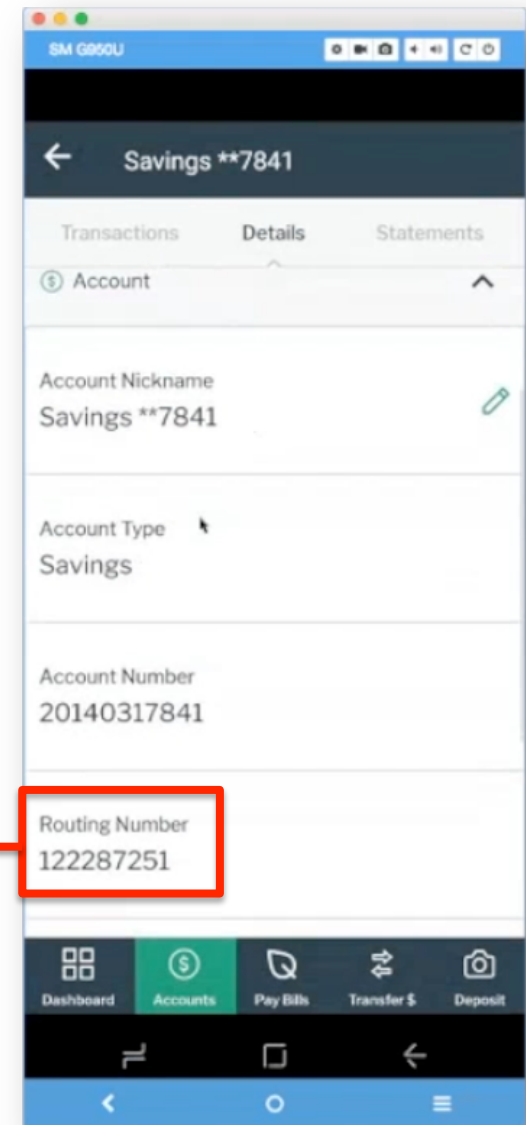 SM G950U
Savings **7841
Transactions Details Statements
Account
Account Nickname
Savings **7841
Account Type
Savings
Account Number
20140317841
Routing Number
122287251
Dashboard Accounts Pay Bills Transfer $ Deposit